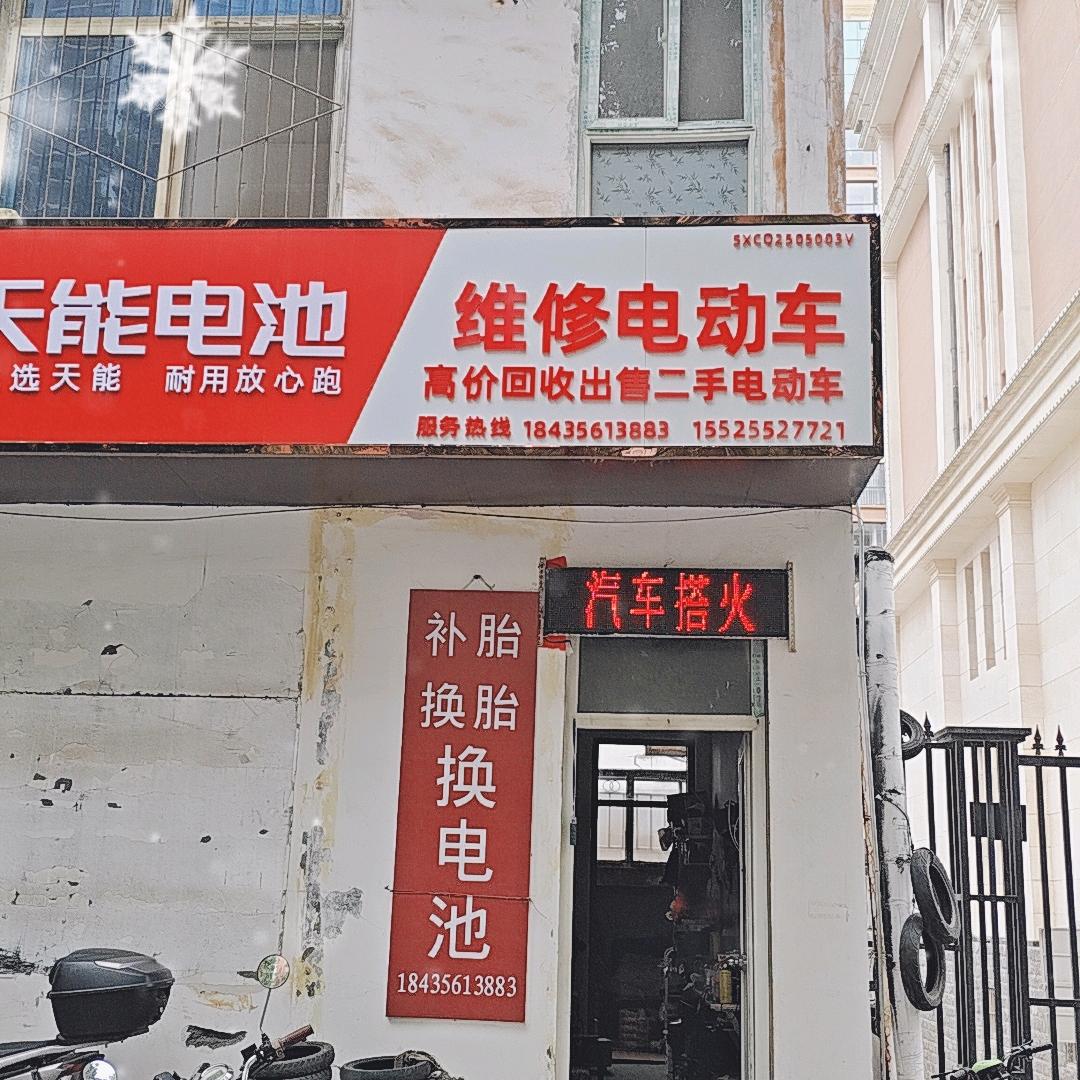 天能电池
选天能 耐用放心跑
SXCQ2505003V
维修电动车
高价回收出售二手电动车
服务热线 18435613883 15525527721
汽车搭火
补胎
换胎
换电池
18435613883